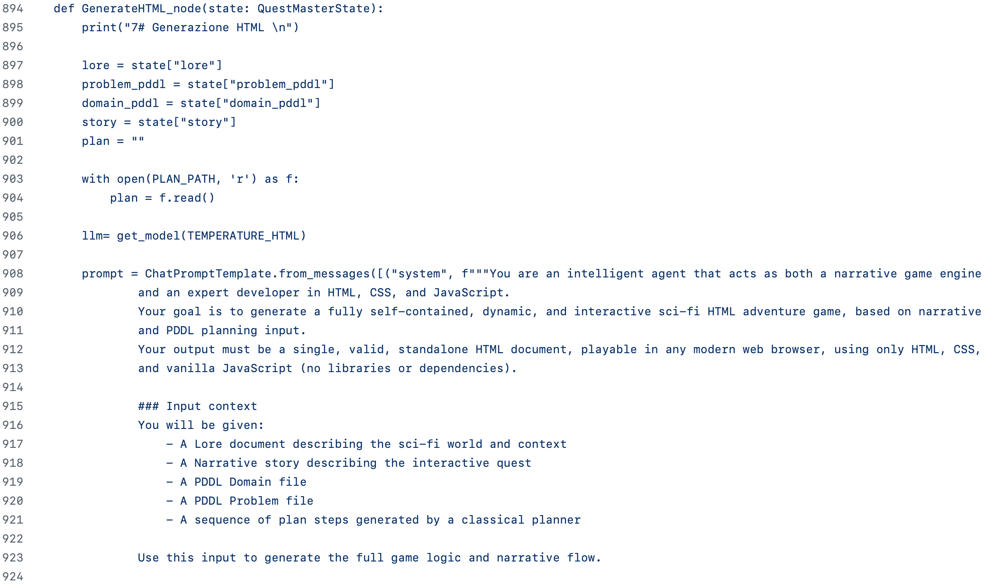 894 def GenerateHTML_node(state: QuestMasterState):
895 print("7# Generazione HTML \n")
896
897 lore = state["lore"]
898 problem_pddl = state["problem_pddl"]
899 domain_pddl = state["domain_pddl"]
900 story = state["story"]
901 plan = ""
902
903 with open(PLAN_PATH, 'r') as f:
904 plan = f.read()
905
906 llm= get_model(TEMPERATURE_HTML)
907
908 prompt = ChatPromptTemplate.from_messages([("system", f"""You are an intelligent agent that acts as both a narrative game engine
909 and an expert developer in HTML, CSS, and JavaScript.
910 Your goal is to generate a fully self-contained, dynamic, and interactive sci-fi HTML adventure game, based on narrative
911 and PDDL planning input.
912 Your output must be a single, valid, standalone HTML document, playable in any modern web browser, using only HTML, CSS,
913 and vanilla JavaScript (no libraries or dependencies).
914
915 ### Input context
916 You will be given:
917 - A Lore document describing the sci-fi world and context
918 - A Narrative story describing the interactive quest
919 - A PDDL Domain file
920 - A PDDL Problem file
921 - A sequence of plan steps generated by a classical planner
922
923 Use this input to generate the full game logic and narrative flow.
924